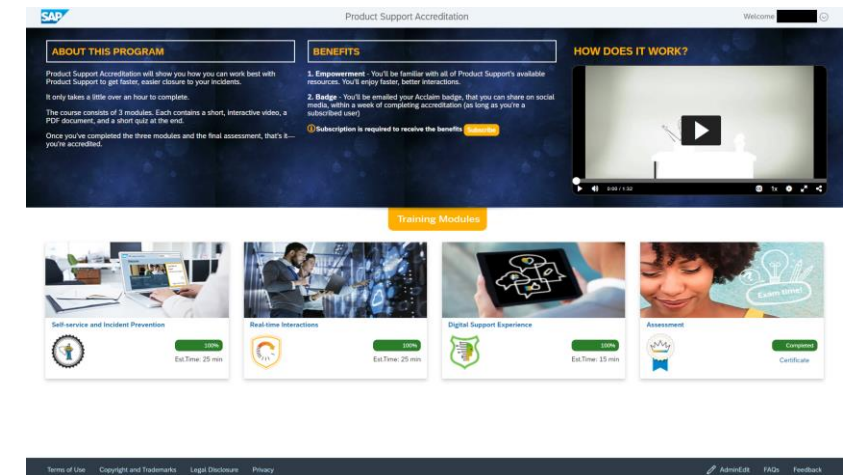 SAP
Product Support Accreditation
Welcome
ABOUT THIS PROGRAM
Product Support Accreditation will show you how you can work best with
Product Support to get faster, easier closure to your incidents.
It only takes a little over an hour to complete.
The course consists of 3 modules. Each contains a short, interactive video, a
PDF document, and a short quiz at the end.
Once you've completed the three modules and the final assessment, that's it—
you're accredited.
BENEFITS
1. Empowerment - You'll be familiar with all of Product Support's available
resources. You'll enjoy faster, better interactions.
2. Badge - You'll be emailed your Acclaim badge, that you can share on social
media, within a week of completing accreditation (as long as you're a
subscribed user)
Subscription is required to receive the benefits Subscribe
HOW DOES IT WORK?
0:00 / 1:52
1x
Training Modules
Self-service and Incident Prevention
100%
Est.Time: 25 min
Real-time Interactions
100%
Est.Time: 25 min
Digital Support Experience
100%
Est.Time: 15 min
Exam time!
Assessment
Completed
Certificate
Terms of Use Copyright and Trademarks Legal Disclosure Privacy
AdminEdit FAQs Feedback